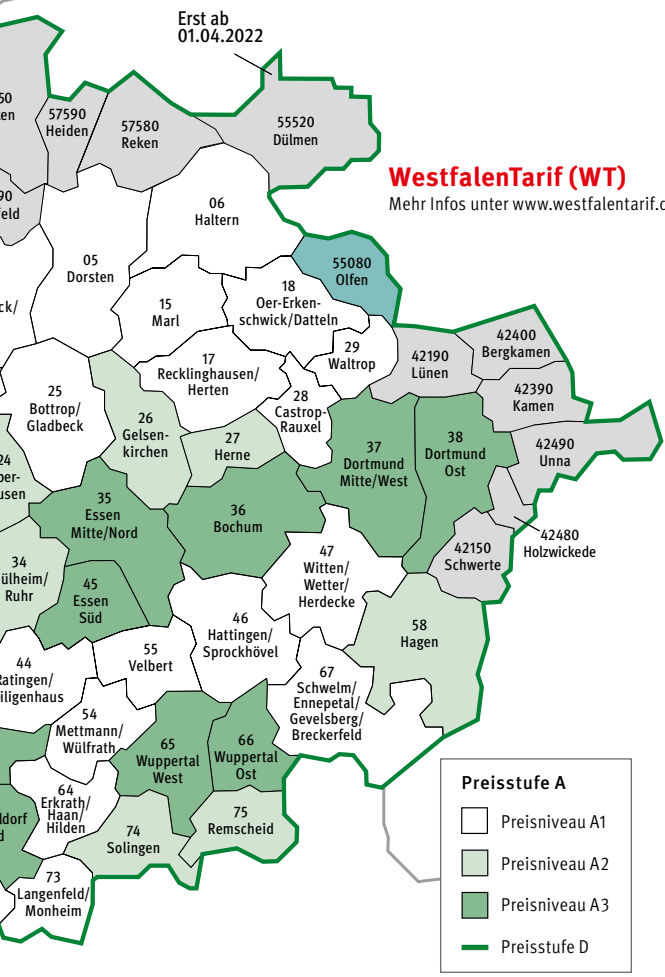 Erst ab
01.04.2022
57590
Heiden
57580
Reken
55520
Dülmen
WestfalenTarif (WT)
Mehr Infos unter www.westfalentarif.d
06
Haltern
05
Dorsten
55080
Olfen
18
Oer-Erken-
schwick/Datteln
15
Marl
29
Waltrop
42190
Lünen
42400
Bergkamen
17
Recklinghausen/
Herten
42390
Kamen
25
Bottrop/
Gladbeck
28
Castrop-
Rauxel
26
Gelsen-
kirchen
27
Herne
37
Dortmund
Mitte/West
38
Dortmund
Ost
42490
Unna
24
35
Essen
Mitte/Nord
36
Bochum
42480
Holzwickede
42150
Schwerte
47
Witten/
Wetter/
Herdecke
34
ülheim/
Ruhr
45
Essen
Süd
46
Hattingen/
Sprockhövel
58
Hagen
44
Ratingen/
iligenhaus
55
Velbert
67
Schwelm/
Ennepetal/
Gevelsberg/
Breckerfeld
54
Mettmann/
Wülfrath
65
Wuppertal
West
66
Wuppertal
Ost
64
Erkrath/
Haan/
Hilden
74
Solingen
75
Remscheid
73
Langenfeld/
Monheim
Preisstufe A
Preisniveau A1
Preisniveau A2
Preisniveau A3
Preisstufe D